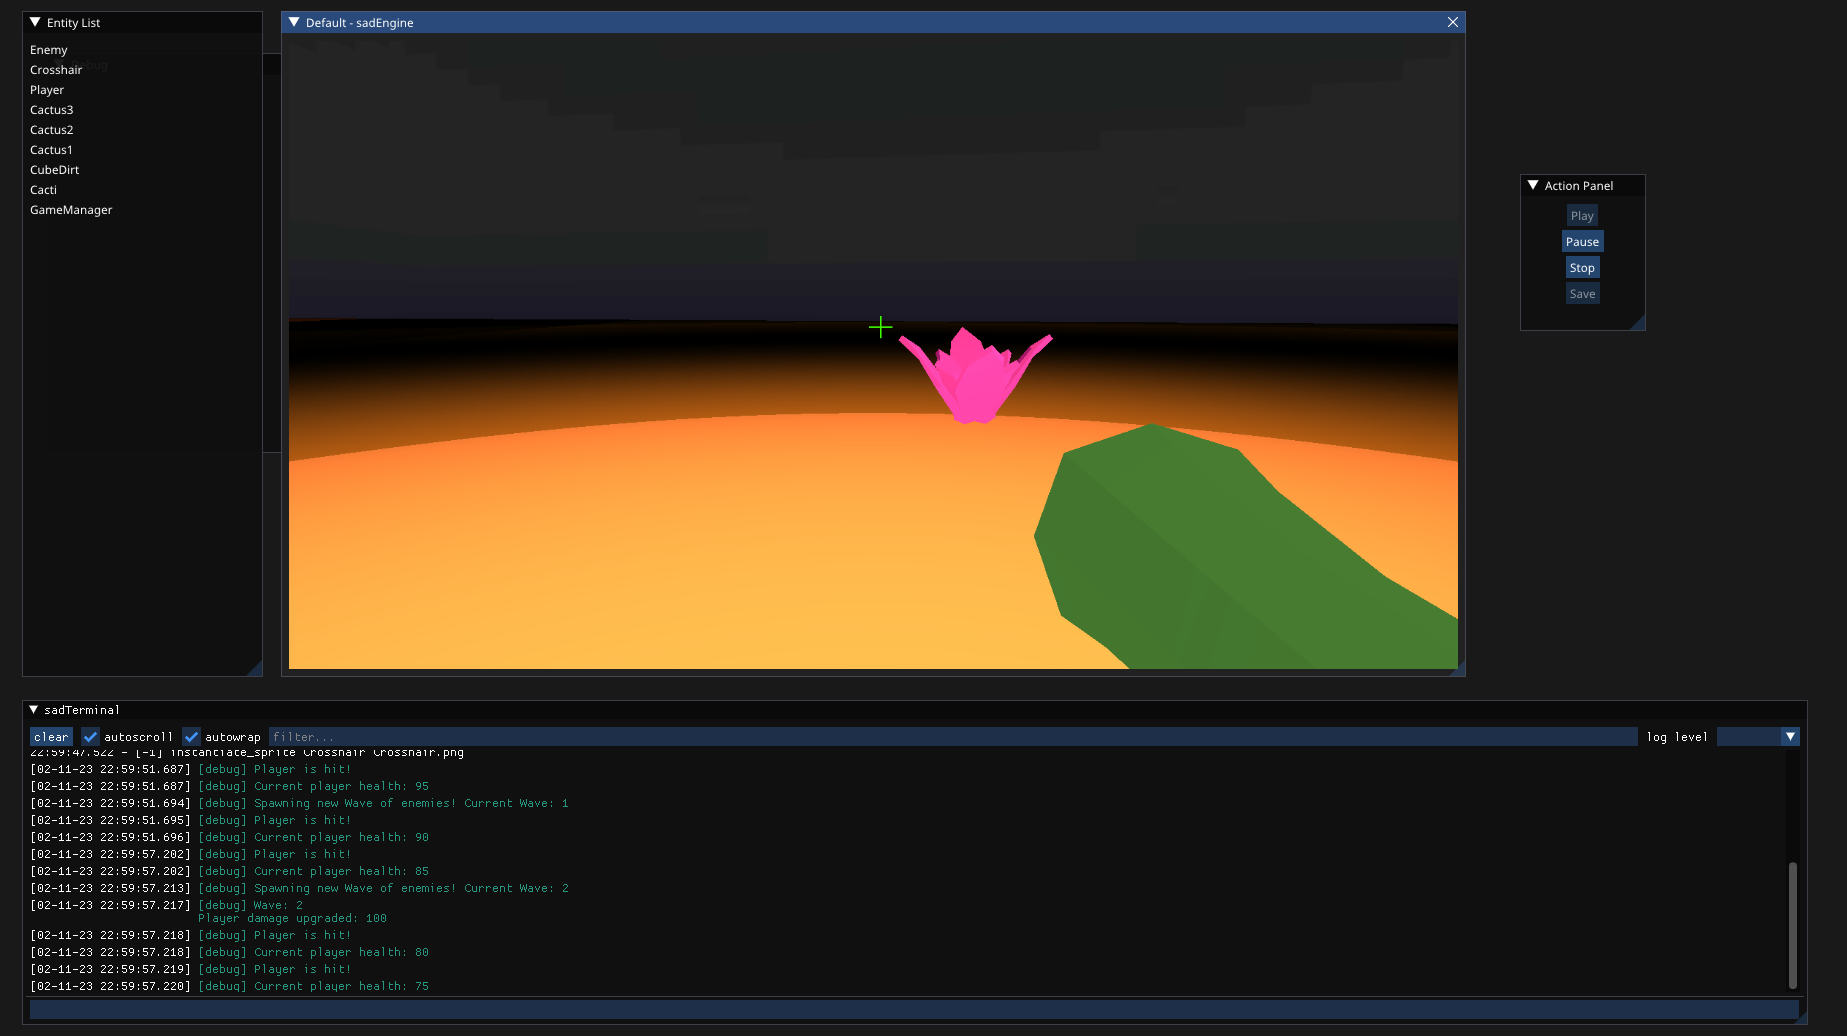 Entity List
Enemy
Debug
Crosshair
Player
Cactus3
Cactus2
Cactus1
CubeDirt
Cacti
GameManager
Default - sadEngine
Action Panel
Play
Pause
Stop
Save
sadTerminal
clear autoscroll autowrap filter... log level
22:59:47.522 - [-1] instantiate_sprite Crosshair Crosshair.png
[02-11-23 22:59:51.687] [debug] Player is hit!
[02-11-23 22:59:51.687] [debug] Current player health: 95
[02-11-23 22:59:51.694] [debug] Spawning new Wave of enemies! Current Wave: 1
[02-11-23 22:59:51.695] [debug] Player is hit!
[02-11-23 22:59:51.696] [debug] Current player health: 90
[02-11-23 22:59:57.202] [debug] Player is hit!
[02-11-23 22:59:57.202] [debug] Current player health: 85
[02-11-23 22:59:57.213] [debug] Spawning new Wave of enemies! Current Wave: 2
[02-11-23 22:59:57.217] [debug] Wave: 2
Player damage upgraded: 100
[02-11-23 22:59:57.218] [debug] Player is hit!
[02-11-23 22:59:57.218] [debug] Current player health: 80
[02-11-23 22:59:57.219] [debug] Player is hit!
[02-11-23 22:59:57.220] [debug] Current player health: 75